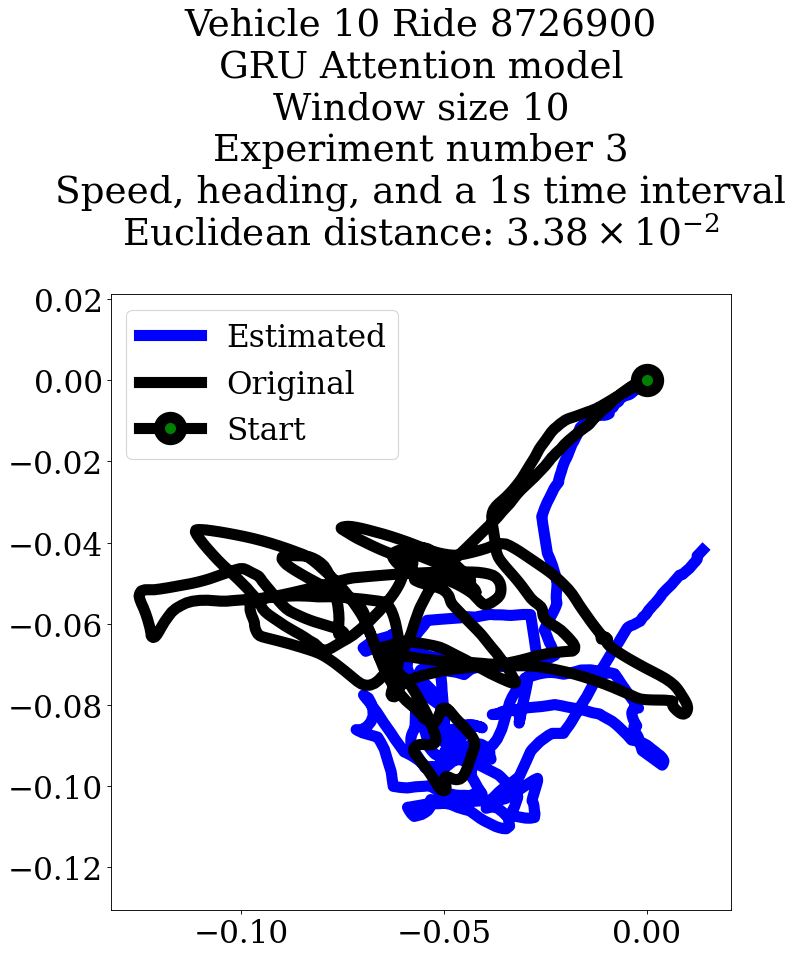 Vehicle 10 Ride 8726900
GRU Attention model
Window size 10
Experiment number 3
Speed, heading, and a 1s time interval
Euclidean distance: 3.38 × 10⁻²
0.02
0.00
−0.02
−0.04
−0.06
−0.08
−0.10
−0.12
Estimated
Original
Start
−0.10
−0.05
0.00